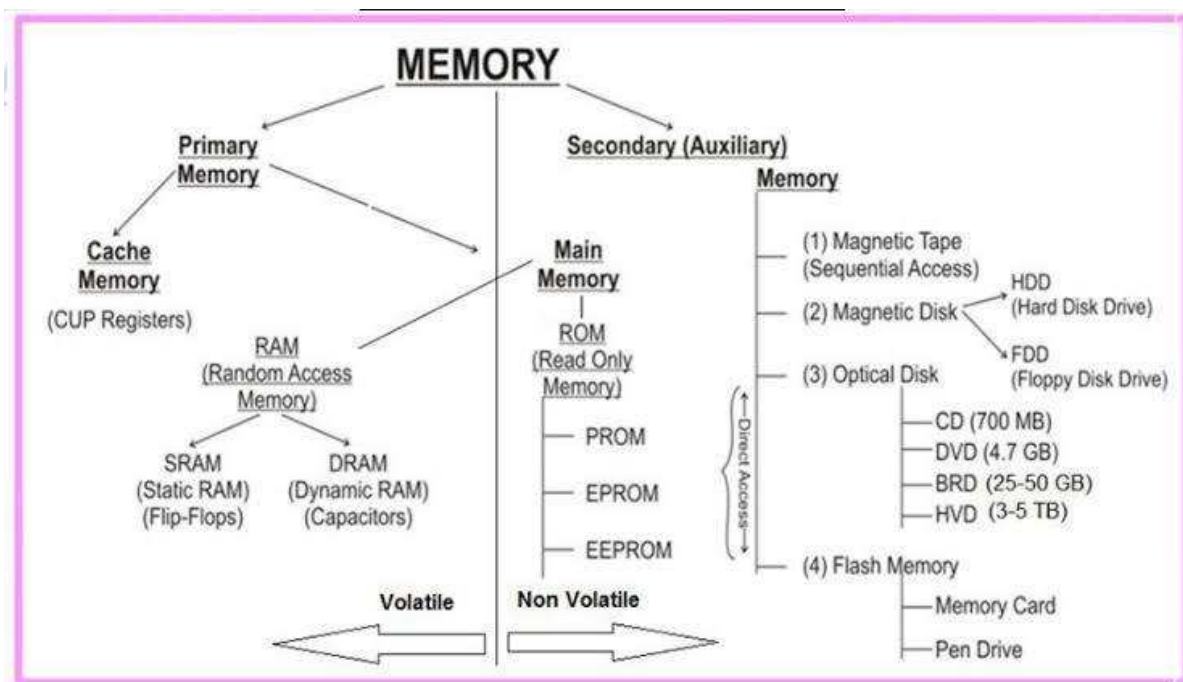 MEMORY
Primary
Memory
Cache
Memory
(CUP Registers)
RAM
(Random Access
Memory)
SRAM
(Static RAM)
(Flip-Flops)
DRAM
(Dynamic RAM)
(Capacitors)
Main
Memory
ROM
(Read Only
Memory)
PROM
EPROM
EEPROM
Secondary (Auxiliary)
Memory
(1) Magnetic Tape
(Sequential Access)
(2) Magnetic Disk
HDD
(Hard Disk Drive)
FDD
(Floppy Disk Drive)
(3) Optical Disk
Direct Access
CD (700 MB)
DVD (4.7 GB)
BRD (25-50 GB)
HVD (3-5 TB)
(4) Flash Memory
Memory Card
Pen Drive
Volatile
Non Volatile